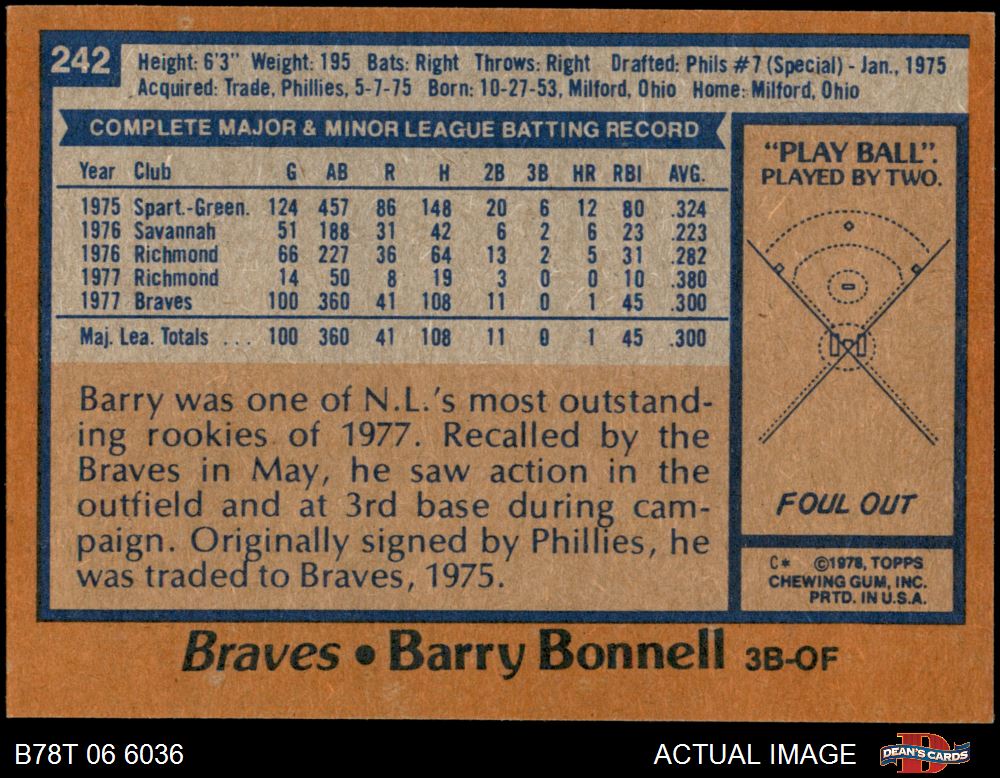 242
Height: 6'3" Weight: 195 Bats: Right Throws: Right Drafted: Phils #7 (Special) - Jan., 1975
Acquired: Trade, Phillies, 5-7-75 Born: 10-27-53, Milford, Ohio Home: Milford, Ohio
COMPLETE MAJOR & MINOR LEAGUE BATTING RECORD
Year Club G AB R H 2B 3B HR RBI AVG.
1975 Spart.-Green. 124 457 86 148 20 6 12 80 .324
1976 Savannah 51 188 31 42 6 2 6 23 .223
1976 Richmond 66 227 36 64 13 2 5 31 .282
1977 Richmond 14 50 8 19 3 0 0 10 .380
1977 Braves 100 360 41 108 11 0 1 45 .300
Maj. Lea. Totals . . . 100 360 41 108 11 0 1 45 .300
Barry was one of N.L.'s most outstand-
ing rookies of 1977. Recalled by the
Braves in May, he saw action in the
outfield and at 3rd base during cam-
paign. Originally signed by Phillies, he
was traded to Braves, 1975.
"PLAY BALL".
PLAYED BY TWO.
FOUL OUT
C* ©1978, TOPPS
CHEWING GUM, INC.
PRTD. IN U.S.A.
Braves • Barry Bonnell 3B-OF
B78T 06 6036
ACTUAL IMAGE
DEAN'S CARDS